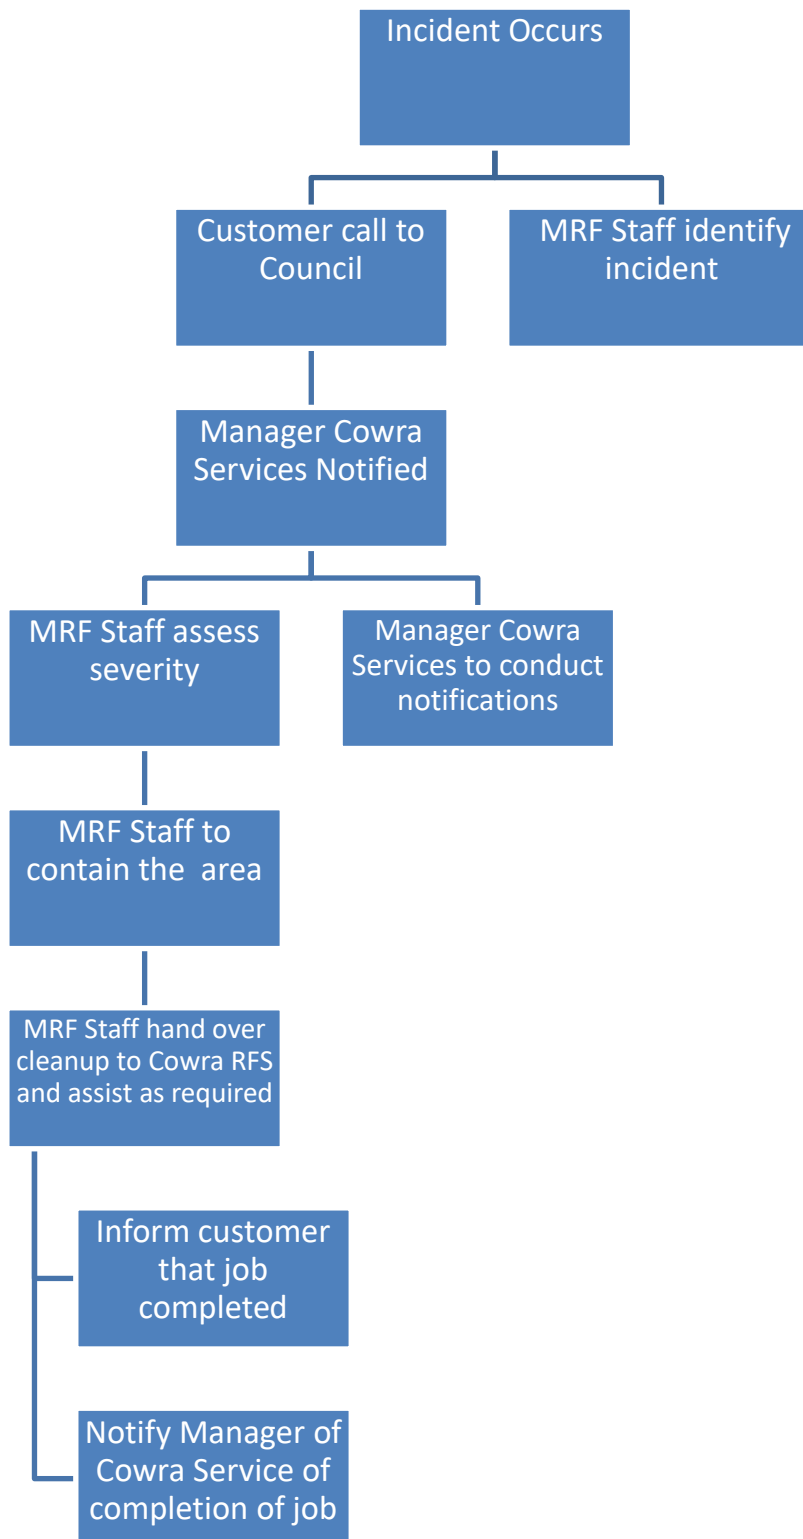 Incident Occurs
Customer call to
Council
MRF Staff identify
incident
Manager Cowra
Services Notified
MRF Staff assess
severity
Manager Cowra
Services to conduct
notifications
MRF Staff to
contain the  area
MRF Staff hand over
cleanup to Cowra RFS
and assist as required
Inform customer
that job
completed
Notify Manager of
Cowra Service of
completion of job